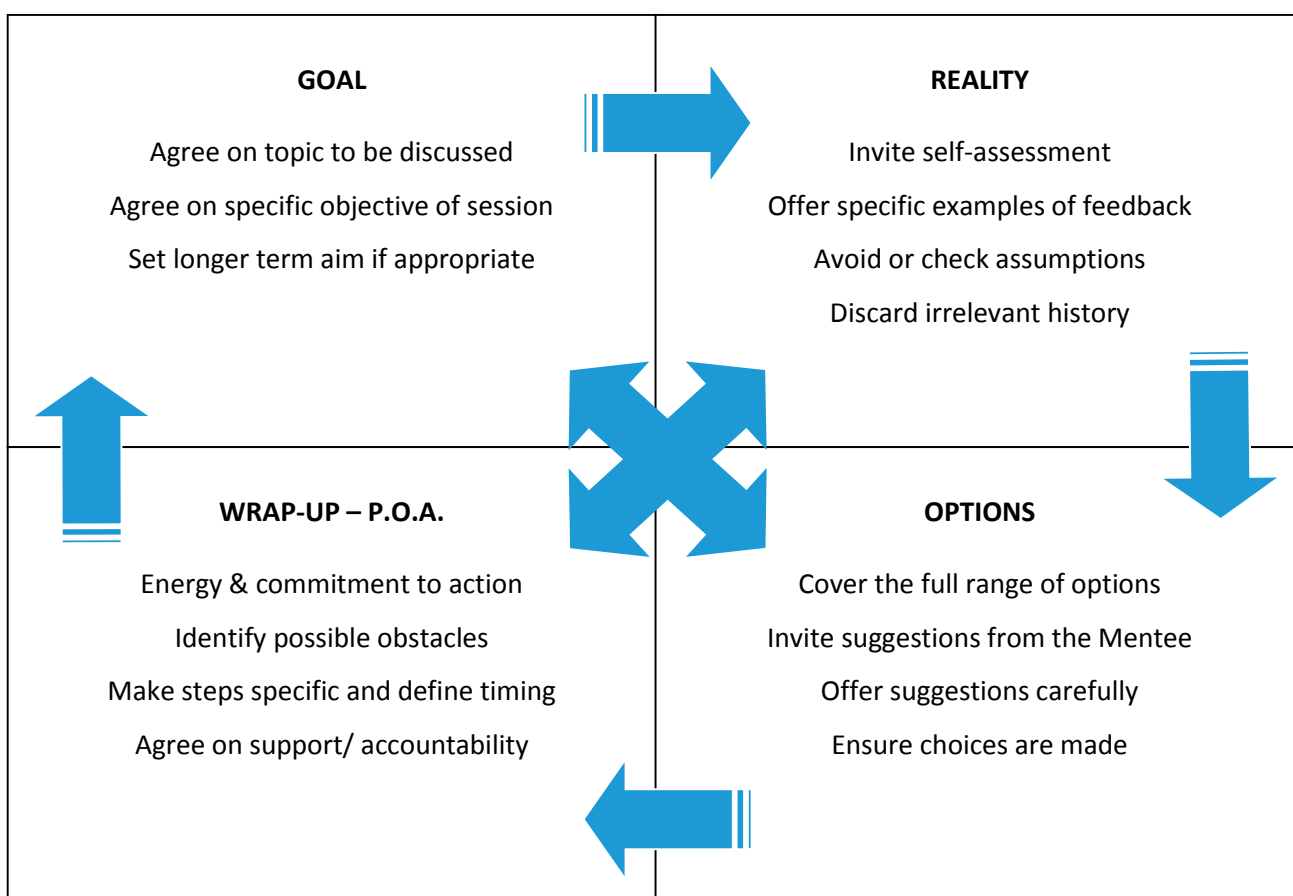 GOAL
Agree on topic to be discussed
Agree on specific objective of session
Set longer term aim if appropriate
REALITY
Invite self-assessment
Offer specific examples of feedback
Avoid or check assumptions
Discard irrelevant history
WRAP-UP – P.O.A.
Energy & commitment to action
Identify possible obstacles
Make steps specific and define timing
Agree on support/ accountability
OPTIONS
Cover the full range of options
Invite suggestions from the Mentee
Offer suggestions carefully
Ensure choices are made